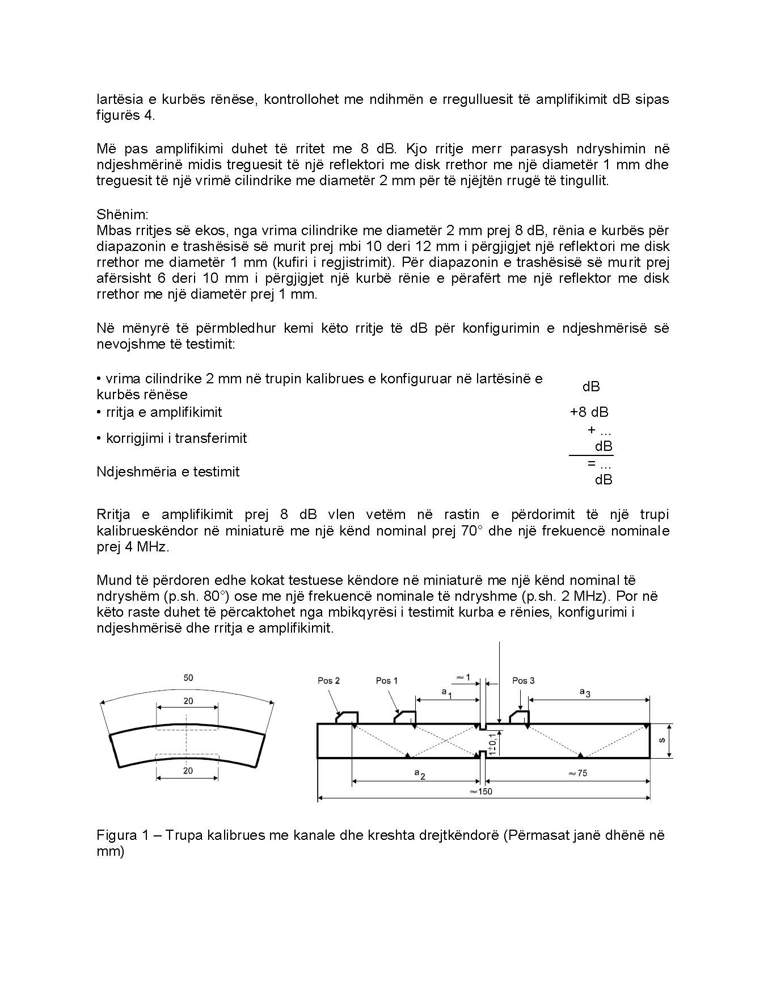 lartësia e kurbës rënëse, kontrollohet me ndihmën e rregulluesit të amplifikimit dB sipas
figurës 4.
Më pas amplifikimi duhet të rritet me 8 dB. Kjo rritje merr parasysh ndryshimin në
ndjeshmërinë midis treguesit të një reflektori me disk rrethor me një diametër 1 mm dhe
treguesit të një vrimë cilindrike me diametër 2 mm për të njëjtën rrugë të tingullit.
Shënim:
Mbas rritjes së ekos, nga vrima cilindrike me diametër 2 mm prej 8 dB, rënia e kurbës për
diapazonin e trashësisë së murit prej mbi 10 deri 12 mm i përgjigjet një reflektori me disk
rrethor me diametër 1 mm (kufiri i regjistrimit). Për diapazonin e trashësisë së murit prej
afërsisht 6 deri 10 mm i përgjigjet një kurbë rënie e përafërt me një reflektor me disk
rrethor me një diametër prej 1 mm.
Në mënyrë të përmbledhur kemi këto rritje të dB për konfigurimin e ndjeshmërisë së
nevojshme të testimit:
• vrima cilindrike 2 mm në trupin kalibrues e konfiguruar në lartësinë e
kurbës rënëse dB
• rritja e amplifikimit +8 dB
• korrigjimi i transferimit + ...
dB
Ndjeshmëria e testimit = ...
dB
Rritja e amplifikimit prej 8 dB vlen vetëm në rastin e përdorimit të një trupi
kalibrueskëndor në miniaturë me një kënd nominal prej 70° dhe një frekuencë nominale
prej 4 MHz.
Mund të përdoren edhe kokat testuese këndore në miniaturë me një kënd nominal të
ndryshëm (p.sh. 80°) ose me një frekuencë nominale të ndryshme (p.sh. 2 MHz). Por në
këto raste duhet të përcaktohet nga mbikqyrësi i testimit kurba e rënies, konfigurimi i
ndjeshmërisë dhe rritja e amplifikimit.
50
20
20
Pos 2
Pos 1
≈ 1
Pos 3
a1
a3
1±0,1
s
a2
≈ 75
≈150
Figura 1 – Trupa kalibrues me kanale dhe kreshta drejtkëndorë (Përmasat janë dhënë në
mm)